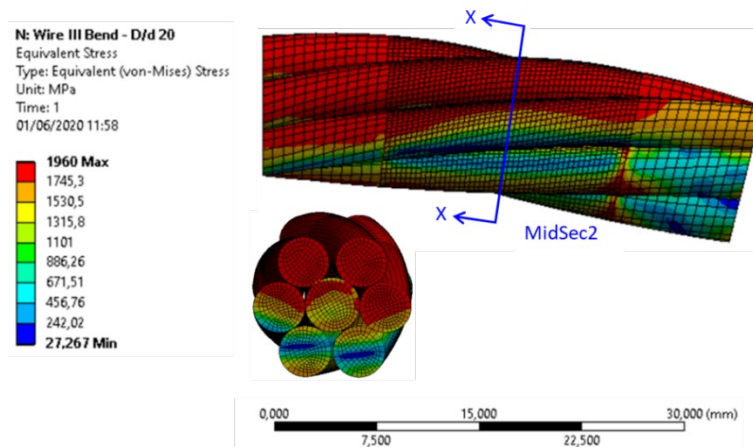 N: Wire III Bend - D/d 20
Equivalent Stress
Type: Equivalent (von-Mises) Stress
Unit: MPa
Time: 1
01/06/2020 11:58
1960 Max
1745,3
1530,5
1315,8
1101
886,26
671,51
456,76
242,02
27,267 Min
X
X
MidSec2
0,000
15,000
30,000 (mm)
7,500
22,500